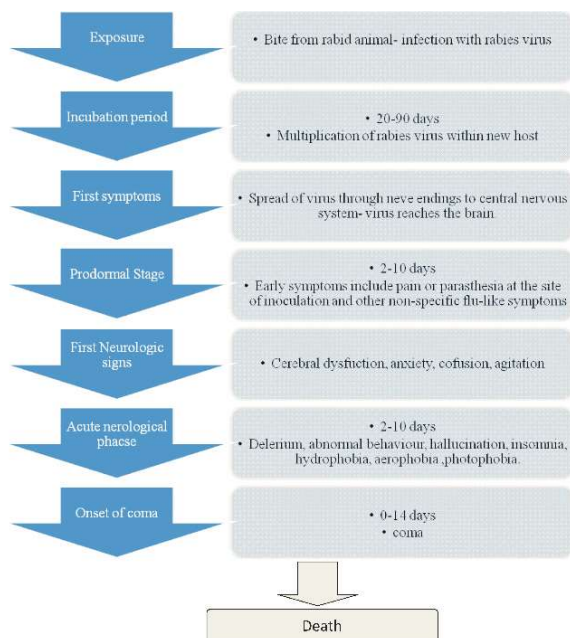 Exposure
• Bite from rabid animal- infection with rabies virus
Incubation period
• 20-90 days
• Multiplication of rabies virus within new host
First symptoms
• Spread of virus through neve endings to central nervous
system- virus reaches the brain
Prodormal Stage
• 2-10 days
• Early symptoms include pain or parasthesia at the site
of inoculation and other non-specific flu-like symptoms
First Neurologic
signs
• Cerebral dysfuction, anxiety, cofusion, agitation
Acute nerological
phacse
• 2-10 days
• Delerium, abnormal behaviour, hallucination, insomnia,
hydrophobia, aerophobia ,photophobia.
Onset of coma
• 0-14 days
• coma
Death